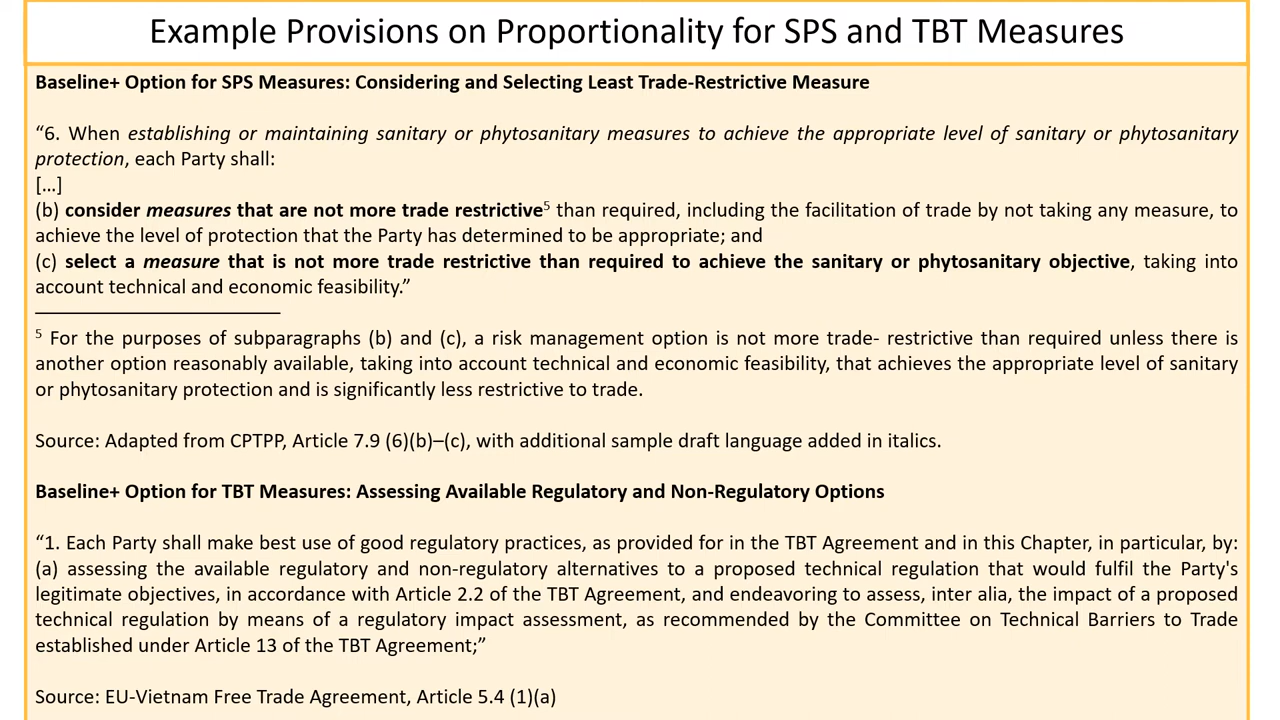 Example Provisions on Proportionality for SPS and TBT Measures
Baseline+ Option for SPS Measures: Considering and Selecting Least Trade-Restrictive Measure
“6. When establishing or maintaining sanitary or phytosanitary measures to achieve the appropriate level of sanitary or phytosanitary
protection, each Party shall:
[…]
(b) consider measures that are not more trade restrictive⁵ than required, including the facilitation of trade by not taking any measure, to
achieve the level of protection that the Party has determined to be appropriate; and
(c) select a measure that is not more trade restrictive than required to achieve the sanitary or phytosanitary objective, taking into
account technical and economic feasibility.”
⁵ For the purposes of subparagraphs (b) and (c), a risk management option is not more trade- restrictive than required unless there is
another option reasonably available, taking into account technical and economic feasibility, that achieves the appropriate level of sanitary
or phytosanitary protection and is significantly less restrictive to trade.
Source: Adapted from CPTPP, Article 7.9 (6)(b)–(c), with additional sample draft language added in italics.
Baseline+ Option for TBT Measures: Assessing Available Regulatory and Non-Regulatory Options
“1. Each Party shall make best use of good regulatory practices, as provided for in the TBT Agreement and in this Chapter, in particular, by:
(a) assessing the available regulatory and non-regulatory alternatives to a proposed technical regulation that would fulfil the Party's
legitimate objectives, in accordance with Article 2.2 of the TBT Agreement, and endeavoring to assess, inter alia, the impact of a proposed
technical regulation by means of a regulatory impact assessment, as recommended by the Committee on Technical Barriers to Trade
established under Article 13 of the TBT Agreement;”
Source: EU-Vietnam Free Trade Agreement, Article 5.4 (1)(a)